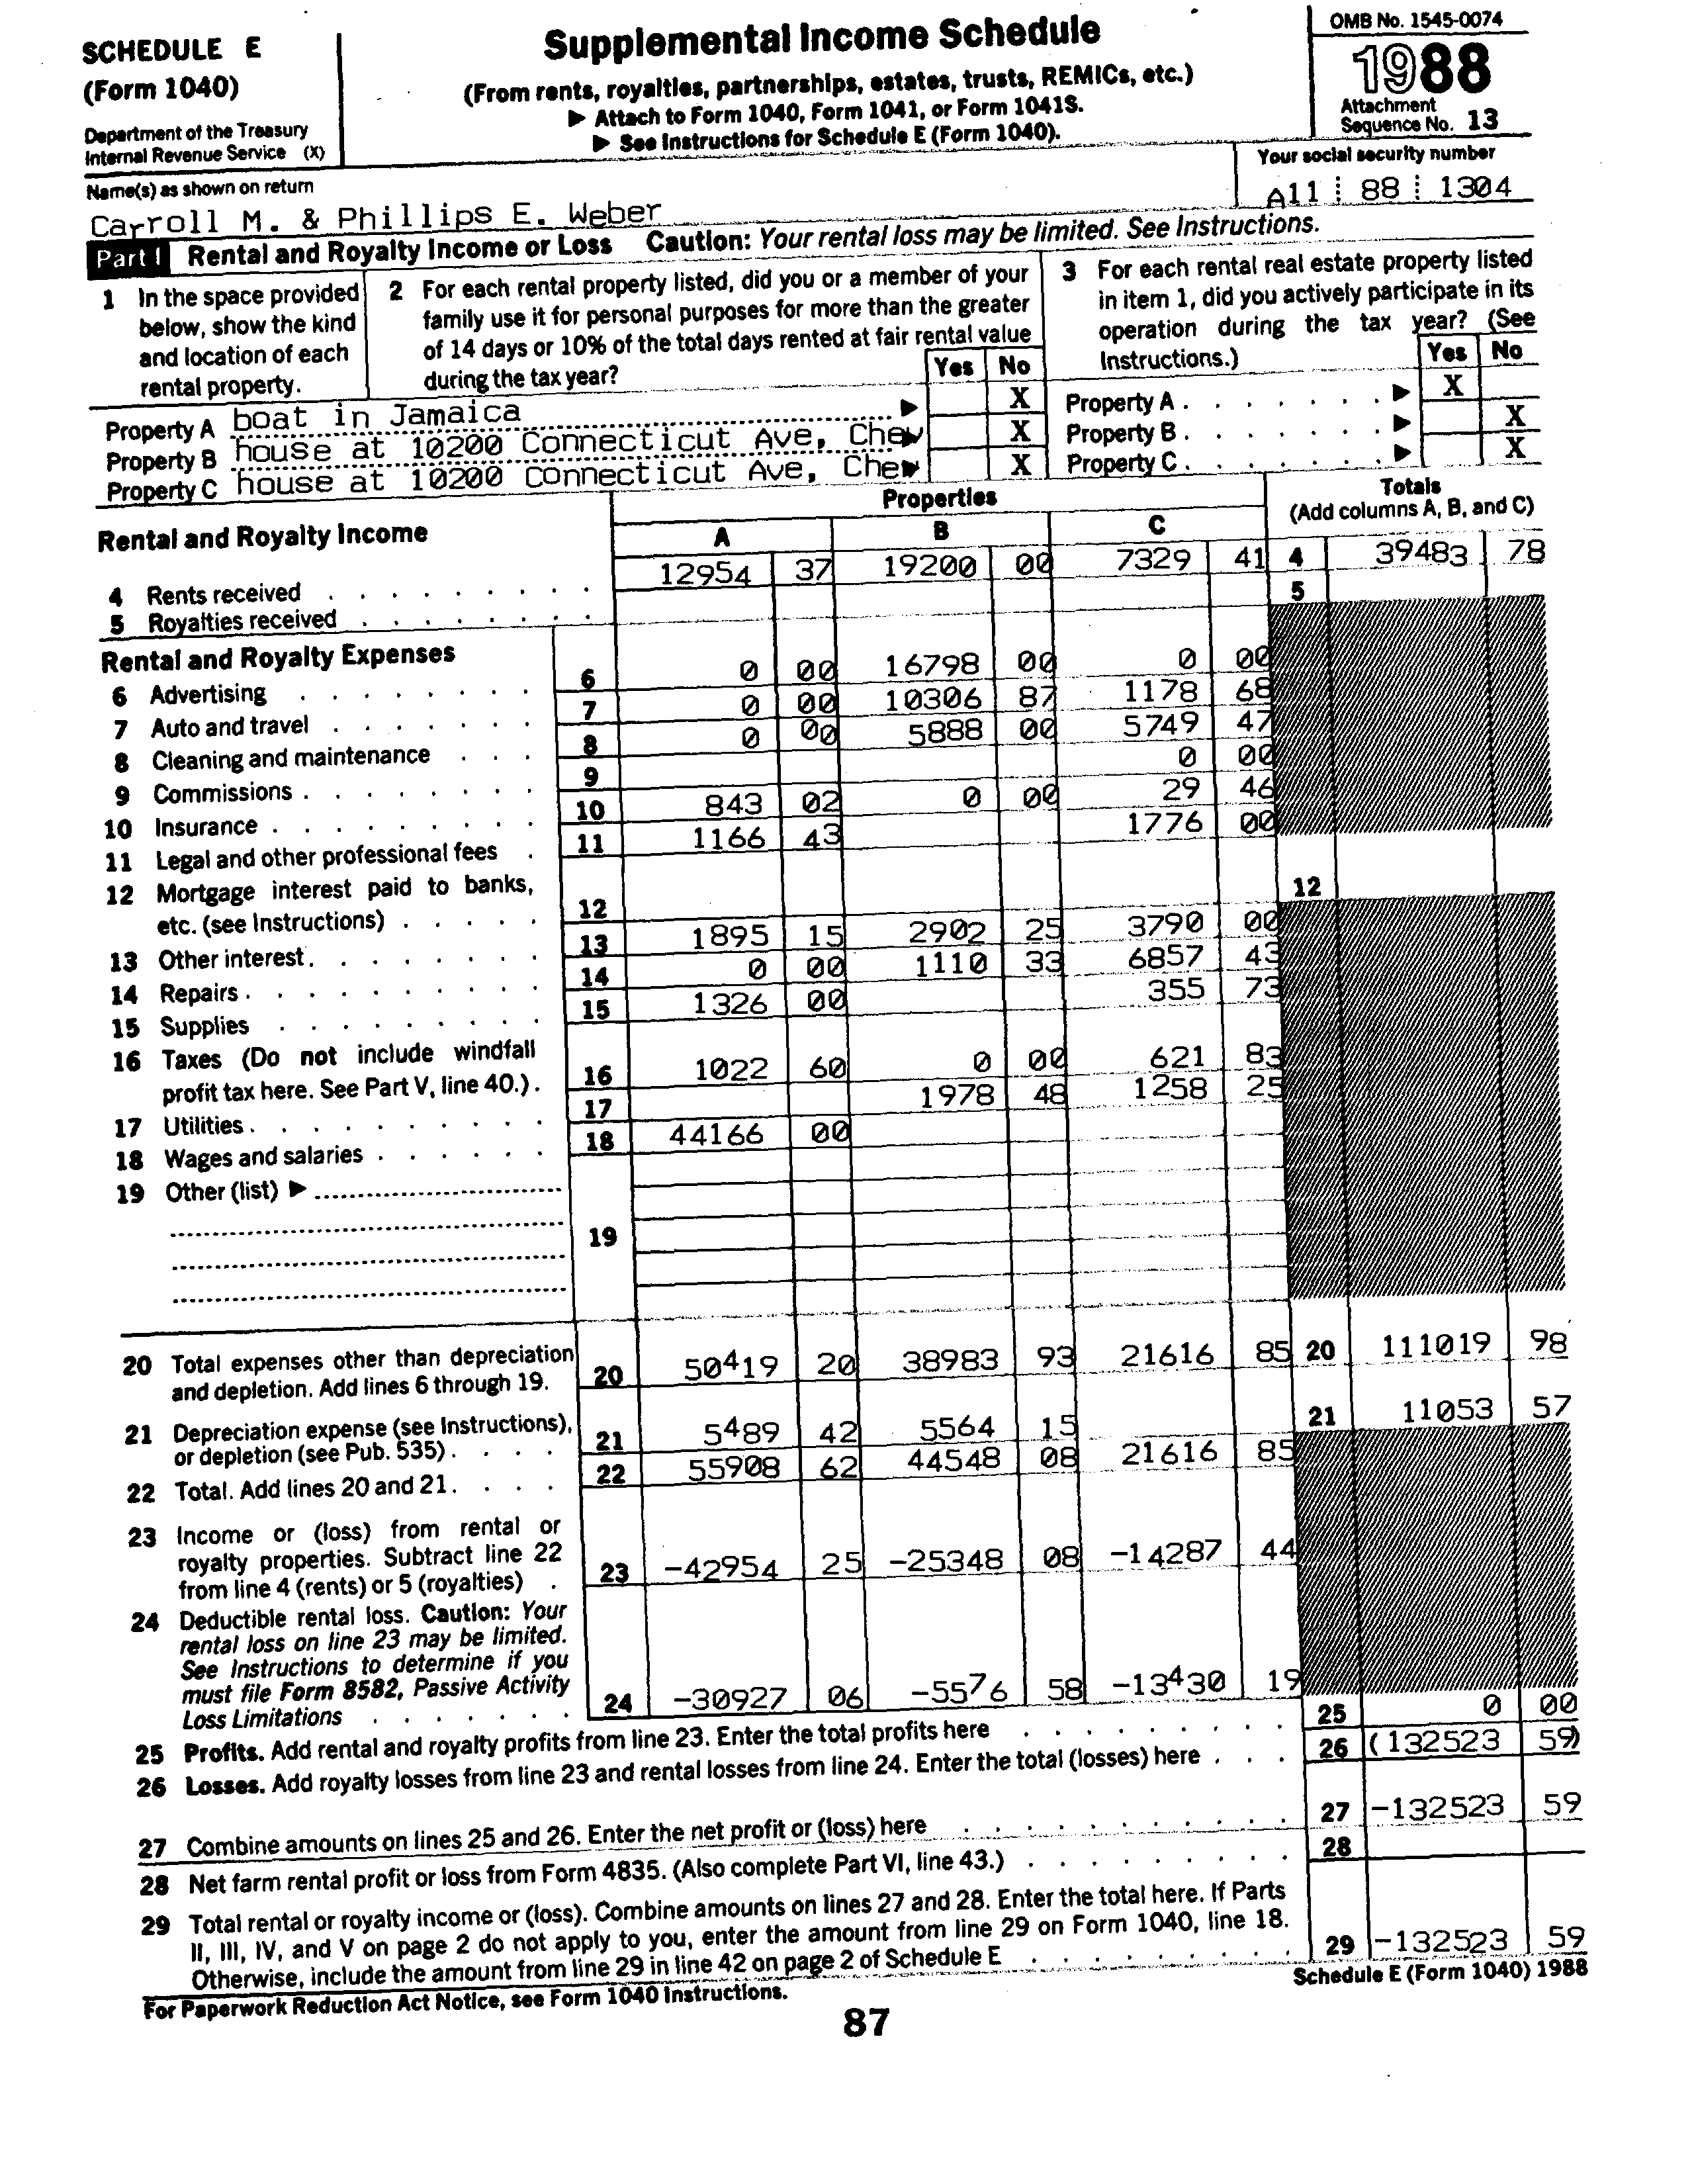 SCHEDULE E
(Form 1040)
Department of the Treasury
Internal Revenue Service (X)
Supplemental Income Schedule
(From rents, royalties, partnerships, estates, trusts, REMICs, etc.)
▶ Attach to Form 1040, Form 1041, or Form 1041S.
▶ See Instructions for Schedule E (Form 1040).
OMB No. 1545-0074
1988
Attachment
Sequence No. 13
Name(s) as shown on return
Carroll M. & Phillips E. Weber
Your social security number
A11 88 1304
Part I Rental and Royalty Income or Loss Caution: Your rental loss may be limited. See Instructions.
1 In the space provided
below, show the kind
and location of each
rental property.
2 For each rental property listed, did you or a member of your
family use it for personal purposes for more than the greater
of 14 days or 10% of the total days rented at fair rental value
during the tax year?
Yes No
3 For each rental real estate property listed
in item 1, did you actively participate in its
operation during the tax year? (See
Instructions.)
Yes No
Property A boat in Jamaica ▶ X Property A ▶ X
Property B house at 10200 Connecticut Ave, Chev X Property B ▶ X
Property C house at 10200 Connecticut Ave, Chev X Property C ▶ X
Rental and Royalty Income
Properties
A B C
Totals
(Add columns A, B, and C)
4 Rents received 12954 37 19200 00 7329 41 4 39483 78
5 Royalties received 5
Rental and Royalty Expenses
6 Advertising 6 0 00 16798 00 0 00
7 Auto and travel 7 0 00 10306 87 1178 68
8 Cleaning and maintenance 8 0 00 5888 00 5749 47
9 Commissions 9 0 00
10 Insurance 10 843 02 0 00 29 46
11 Legal and other professional fees 11 1166 43 1776 00
12 Mortgage interest paid to banks,
etc. (see Instructions) 12 12
13 Other interest 13 1895 15 2902 25 3790 00
14 Repairs 14 0 00 1110 33 6857 43
15 Supplies 15 1326 00 355 73
16 Taxes (Do not include windfall
profit tax here. See Part V, line 40.) 16 1022 60 0 00 621 83
17 Utilities 17 1978 48 1258 25
18 Wages and salaries 18 44166 00
19 Other (list) ▶
19
20 Total expenses other than depreciation
and depletion. Add lines 6 through 19. 20 50419 20 38983 93 21616 85 20 111019 98
21 Depreciation expense (see Instructions),
or depletion (see Pub. 535) 21 5489 42 5564 15 21 11053 57
22 Total. Add lines 20 and 21 22 55908 62 44548 08 21616 85
23 Income or (loss) from rental or
royalty properties. Subtract line 22
from line 4 (rents) or 5 (royalties) 23 -42954 25 -25348 08 -14287 44
24 Deductible rental loss. Caution: Your
rental loss on line 23 may be limited.
See Instructions to determine if you
must file Form 8582, Passive Activity
Loss Limitations 24 -30927 06 -5576 58 -13430 19
25 Profits. Add rental and royalty profits from line 23. Enter the total profits here 25 0 00
26 Losses. Add royalty losses from line 23 and rental losses from line 24. Enter the total (losses) here 26 (132523 59)
27 Combine amounts on lines 25 and 26. Enter the net profit or (loss) here 27 -132523 59
28 Net farm rental profit or loss from Form 4835. (Also complete Part VI, line 43.) 28
29 Total rental or royalty income or (loss). Combine amounts on lines 27 and 28. Enter the total here. If Parts
II, III, IV, and V on page 2 do not apply to you, enter the amount from line 29 on Form 1040, line 18.
Otherwise, include the amount from line 29 in line 42 on page 2 of Schedule E 29 -132523 59
For Paperwork Reduction Act Notice, see Form 1040 Instructions.
Schedule E (Form 1040) 1988
87